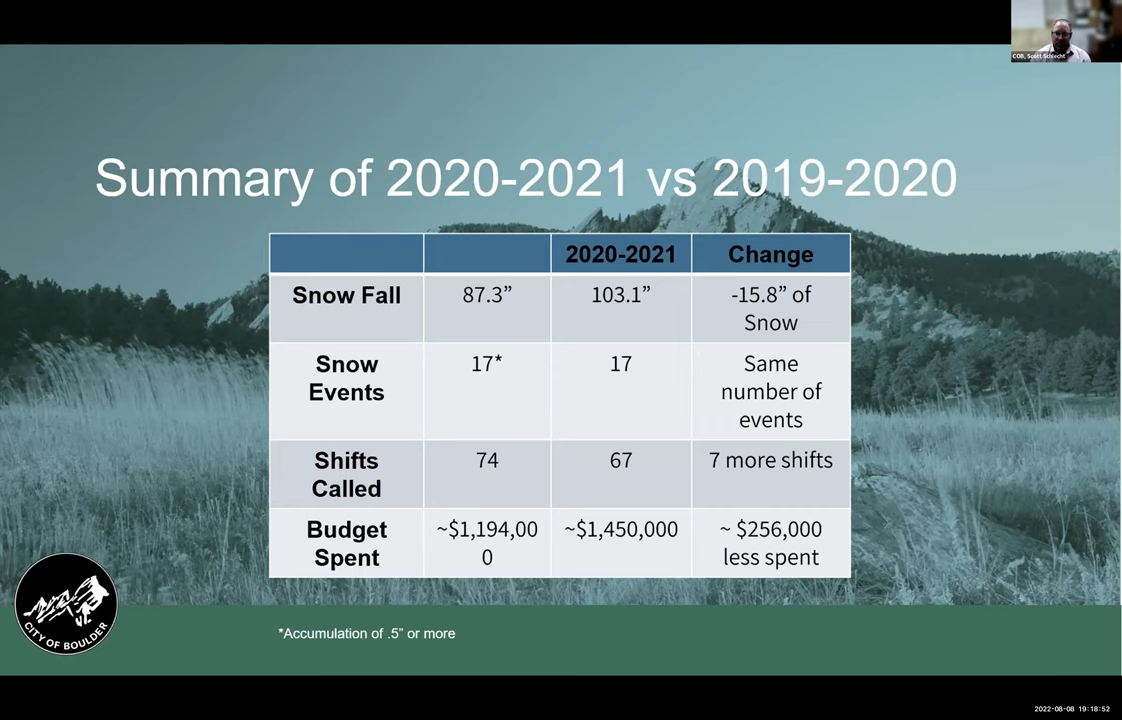 COB, Scott Schlecht
Summary of 2020-2021 vs 2019-2020
2020-2021 Change
Snow Fall 87.3” 103.1” -15.8” of
Snow
Snow 17* 17 Same
Events number of
events
Shifts 74 67 7 more shifts
Called
Budget ~$1,194,00 ~$1,450,000 ~ $256,000
Spent 0 less spent
CITY OF BOULDER
*Accumulation of .5” or more
2022-08-08 19:18:52